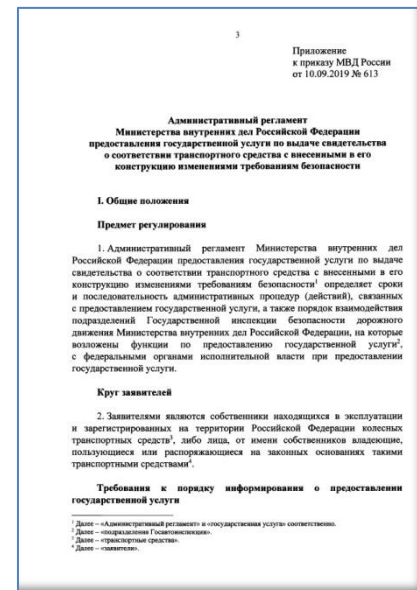 3
Приложение
к приказу МВД России
от 10.09.2019 № 613
Административный регламент
Министерства внутренних дел Российской Федерации
предоставления государственной услуги по выдаче свидетельства
о соответствии транспортного средства с внесенными в его
конструкцию изменениями требованиям безопасности
I. Общие положения
Предмет регулирования
1. Административный регламент Министерства внутренних дел
Российской Федерации предоставления государственной услуги по выдаче
свидетельства о соответствии транспортного средства с внесенными в его
конструкцию изменениями требованиям безопасности¹ определяет сроки
и последовательность административных процедур (действий), связанных
с предоставлением государственной услуги, а также порядок взаимодействия
подразделений Государственной инспекции безопасности дорожного
движения Министерства внутренних дел Российской Федерации, на которые
возложены функции по предоставлению государственной услуги²,
с федеральными органами исполнительной власти при предоставлении
государственной услуги.
Круг заявителей
2. Заявителями являются собственники находящихся в эксплуатации
и зарегистрированных на территории Российской Федерации колесных
транспортных средств³, либо лица, от имени собственников владеющие,
пользующиеся или распоряжающиеся на законных основаниях такими
транспортными средствами⁴.
Требования к порядку информирования о предоставлении
государственной услуги
¹ Далее – «Административный регламент» и «государственная услуга» соответственно.
² Далее – «подразделения Госавтоинспекции».
³ Далее – «транспортные средства».
⁴ Далее – «заявители».